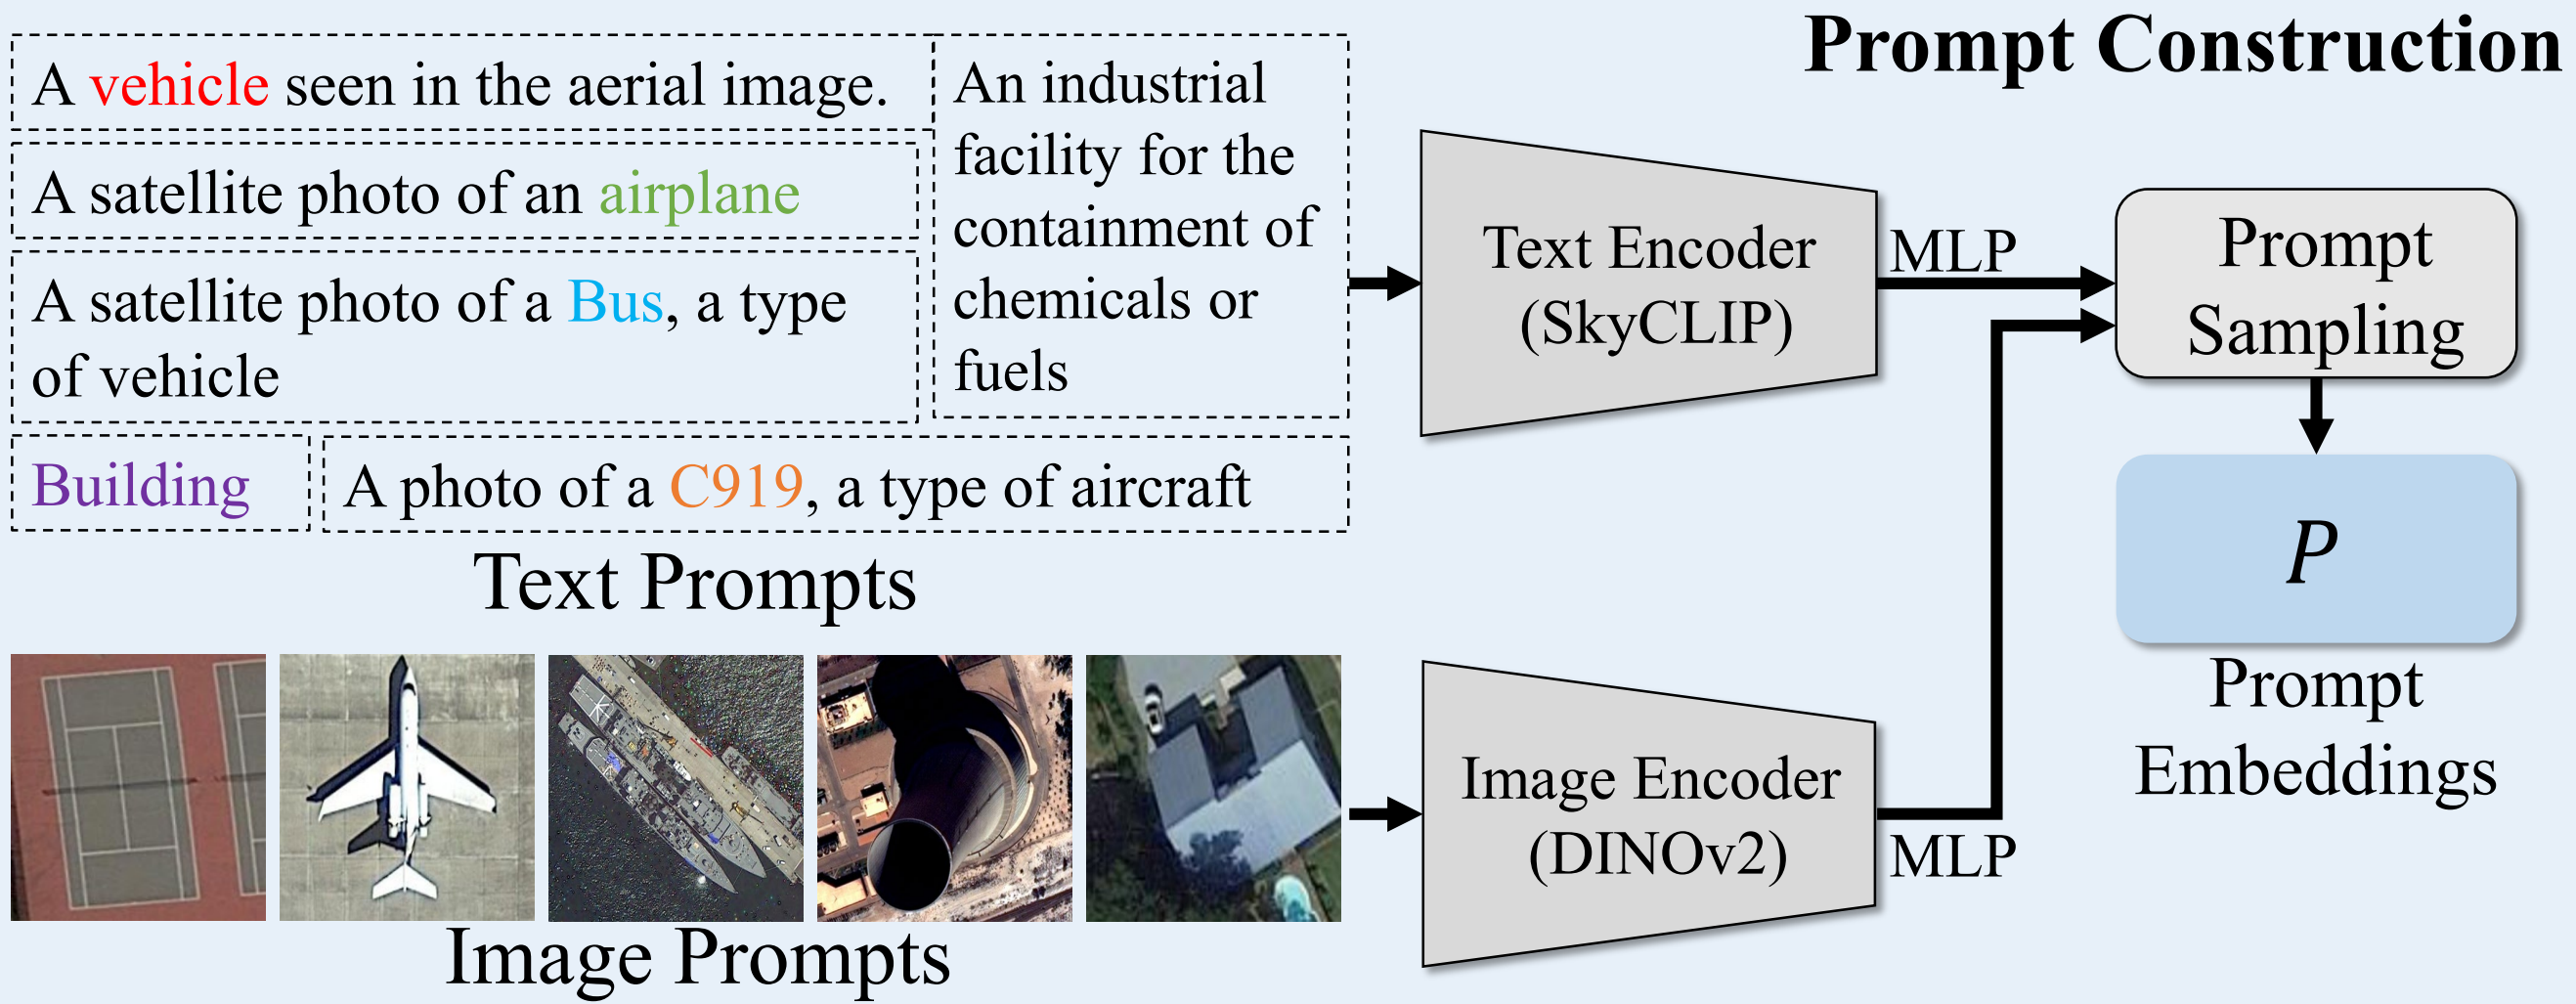 Prompt Construction
A vehicle seen in the aerial image.
A satellite photo of an airplane
A satellite photo of a Bus, a type
of vehicle
An industrial
facility for the
containment of
chemicals or
fuels
Building
A photo of a C919, a type of aircraft
Text Prompts
Image Prompts
Text Encoder
(SkyCLIP)
MLP
Image Encoder
(DINOv2)
MLP
Prompt
Sampling
P
Prompt
Embeddings